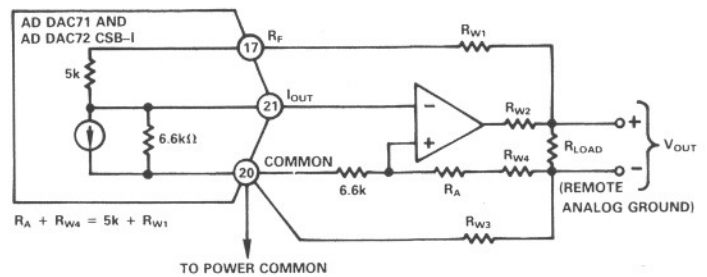 AD DAC71 AND
AD DAC72 CSB–I
5k
6.6kΩ
17
R_F
21
I_OUT
20
COMMON
6.6k
–
+
R_A
R_W1
R_W2
R_W4
R_W3
R_LOAD
+
–
V_OUT
(REMOTE
ANALOG GROUND)
R_A + R_W4 = 5k + R_W1
TO POWER COMMON